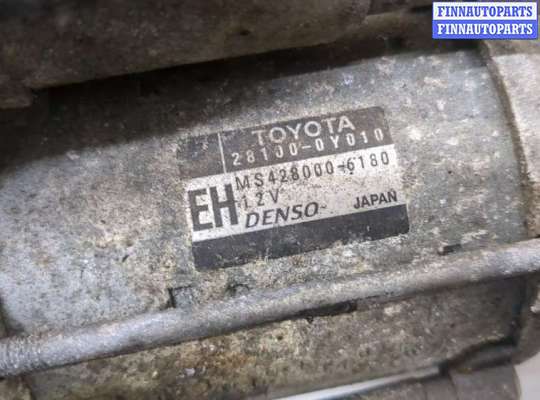 FINNAUTOPARTS
FINNAUTOPARTS
TOYOTA
28100-0Y010
MS428000-6180
EH 12V
DENSO JAPAN